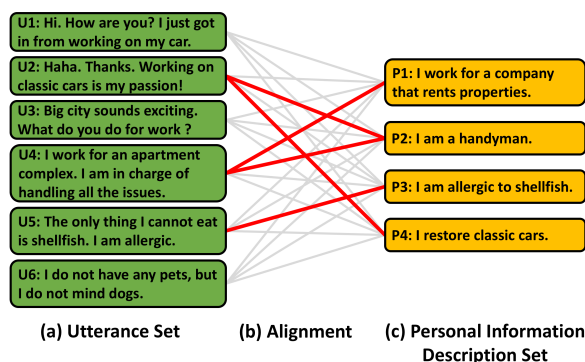 U1: Hi. How are you? I just got
in from working on my car.
U2: Haha. Thanks. Working on
classic cars is my passion!
U3: Big city sounds exciting.
What do you do for work ?
U4: I work for an apartment
complex. I am in charge of
handling all the issues.
U5: The only thing I cannot eat
is shellfish. I am allergic.
U6: I do not have any pets, but
I do not mind dogs.
P1: I work for a company
that rents properties.
P2: I am a handyman.
P3: I am allergic to shellfish.
P4: I restore classic cars.
(a) Utterance Set
(b) Alignment
(c) Personal Information
Description Set